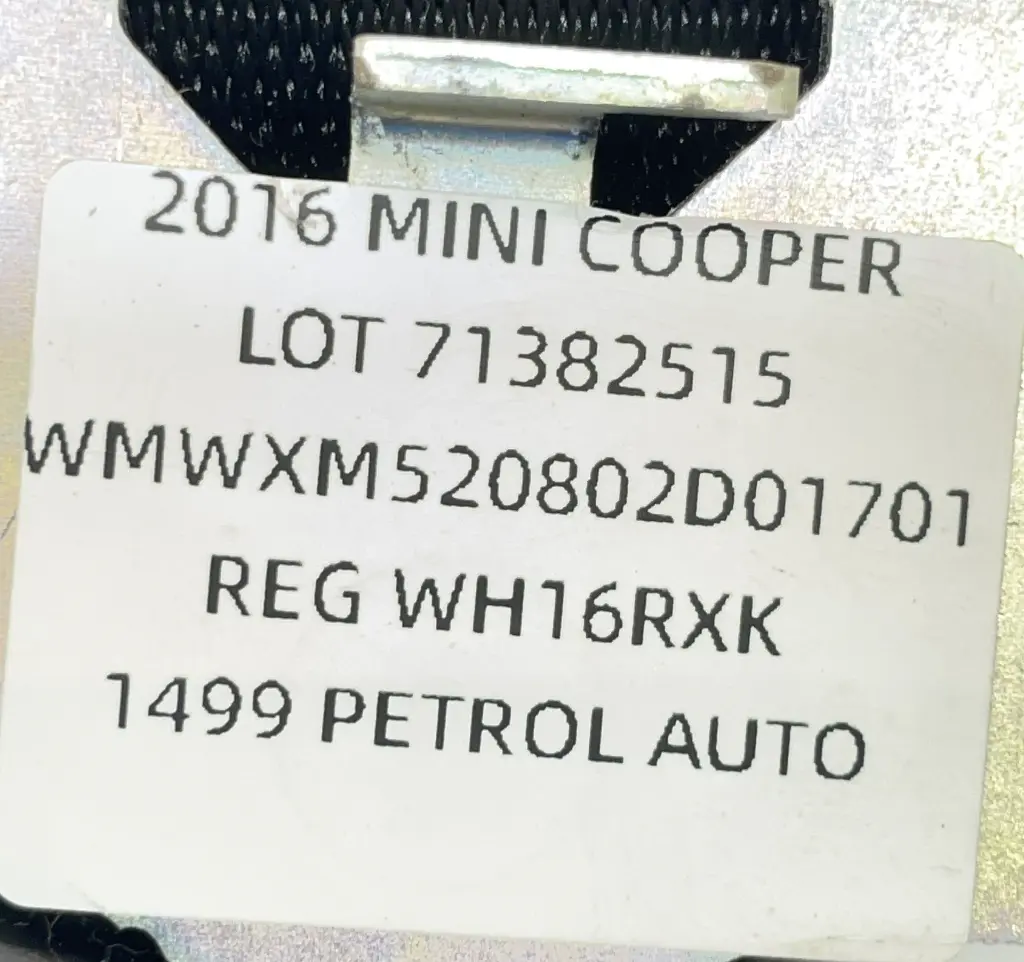 2016 MINI COOPER
LOT 71382515
WMWXM520802D01701
REG WH16RXK
1499 PETROL AUTO